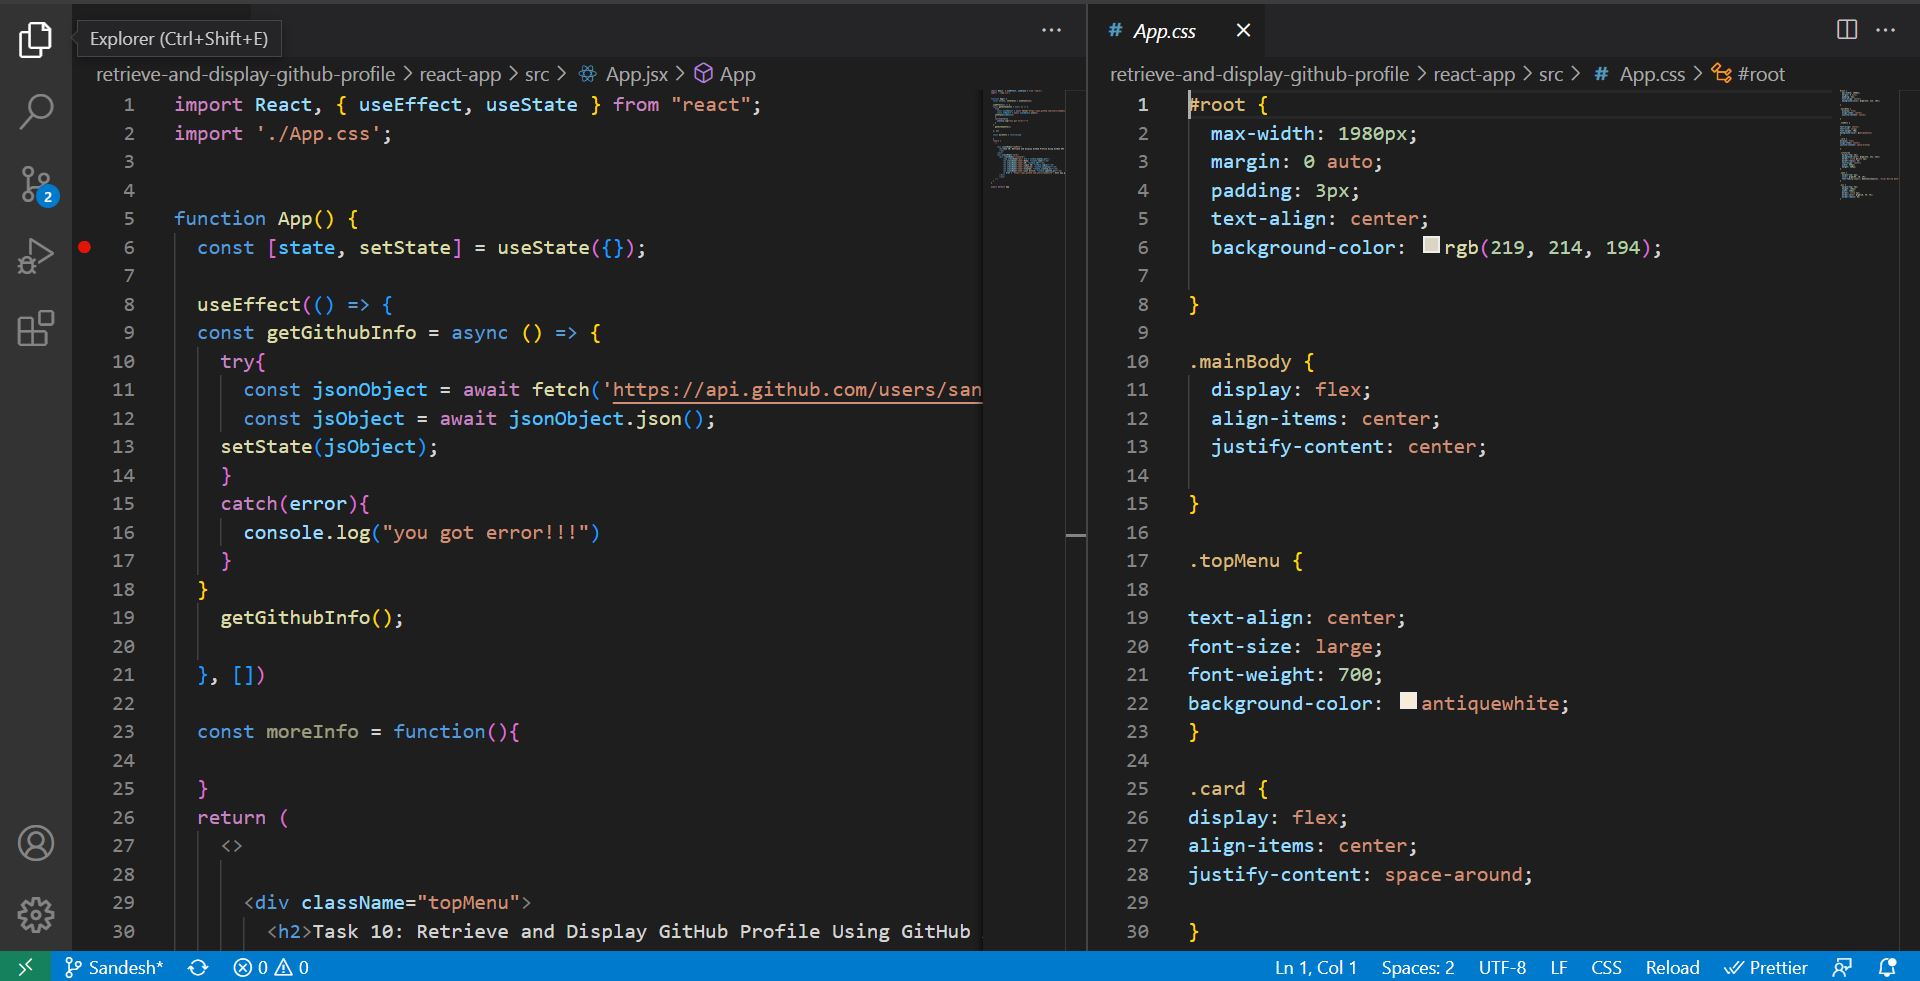 Explorer (Ctrl+Shift+E)
retrieve-and-display-github-profile > react-app > src > App.jsx > App
1 import React, { useEffect, useState } from "react";
2 import './App.css';
3
4
5 function App() {
6 const [state, setState] = useState({});
7
8 useEffect(() => {
9 const getGithubInfo = async () => {
10 try{
11 const jsonObject = await fetch('https://api.github.com/users/san
12 const jsObject = await jsonObject.json();
13 setState(jsObject);
14 }
15 catch(error){
16 console.log("you got error!!!")
17 }
18 }
19 getGithubInfo();
20
21 }, [])
22
23 const moreInfo = function(){
24
25 }
26 return (
27 <>
28
29 <div className="topMenu">
30 <h2>Task 10: Retrieve and Display GitHub Profile Using GitHub
# App.css
retrieve-and-display-github-profile > react-app > src > # App.css > #root
1 #root {
2 max-width: 1980px;
3 margin: 0 auto;
4 padding: 3px;
5 text-align: center;
6 background-color: rgb(219, 214, 194);
7
8 }
9
10 .mainBody {
11 display: flex;
12 align-items: center;
13 justify-content: center;
14
15 }
16
17 .topMenu {
18
19 text-align: center;
20 font-size: large;
21 font-weight: 700;
22 background-color: antiquewhite;
23 }
24
25 .card {
26 display: flex;
27 align-items: center;
28 justify-content: space-around;
29
30 }
2
Sandesh* 0 0
Ln 1, Col 1 Spaces: 2 UTF-8 LF CSS Reload Prettier